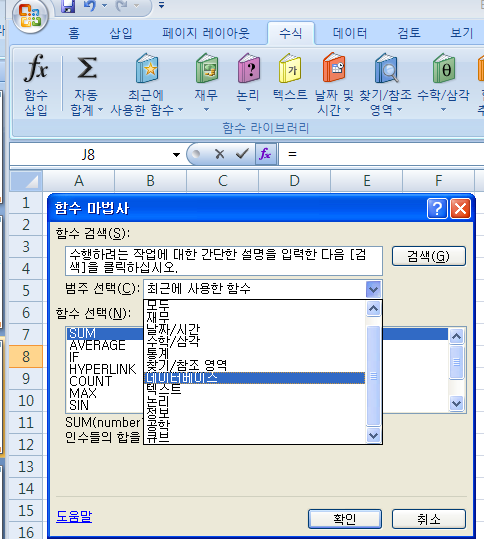 홈 삽입 페이지 레이아웃 수식 데이터 검토 보기
fx Σ θ
함수 삽입
자동 합계
최근에 사용한 함수
재무
논리
텍스트
날짜 및 시간
찾기/참조 영역
수학/삼각
함수 라이브러리
J8 fx =
A B C D E F
1
2
3
4
5
6
7
8
9
10
11
12
13
14
15
16
함수 마법사
함수 검색(S):
수행하려는 작업에 대한 간단한 설명을 입력한 다음 [검
색]을 클릭하십시오.
검색(G)
범주 선택(C): 최근에 사용한 함수
모두
재무
날짜/시간
수학/삼각
통계
찾기/참조 영역
데이터베이스
텍스트
논리
정보
공학
큐브
함수 선택(N):
SUM
AVERAGE
IF
HYPERLINK
COUNT
MAX
SIN
SUM(number
인수들의 합을
도움말
확인 취소